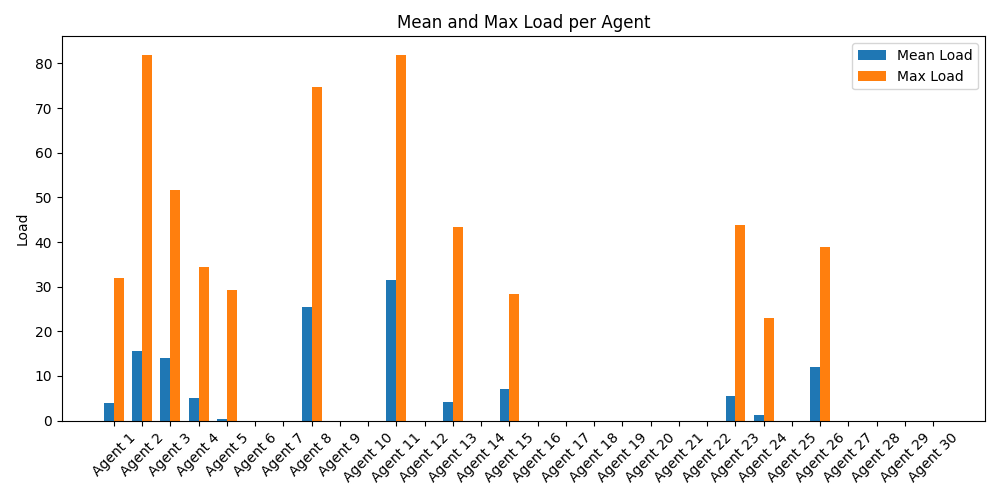 Mean and Max Load per Agent
Mean Load
Max Load
Load
80
70
60
50
40
30
20
10
0
Agent 1
Agent 2
Agent 3
Agent 4
Agent 5
Agent 6
Agent 7
Agent 8
Agent 9
Agent 10
Agent 11
Agent 12
Agent 13
Agent 14
Agent 15
Agent 16
Agent 17
Agent 18
Agent 19
Agent 20
Agent 21
Agent 22
Agent 23
Agent 24
Agent 25
Agent 26
Agent 27
Agent 28
Agent 29
Agent 30